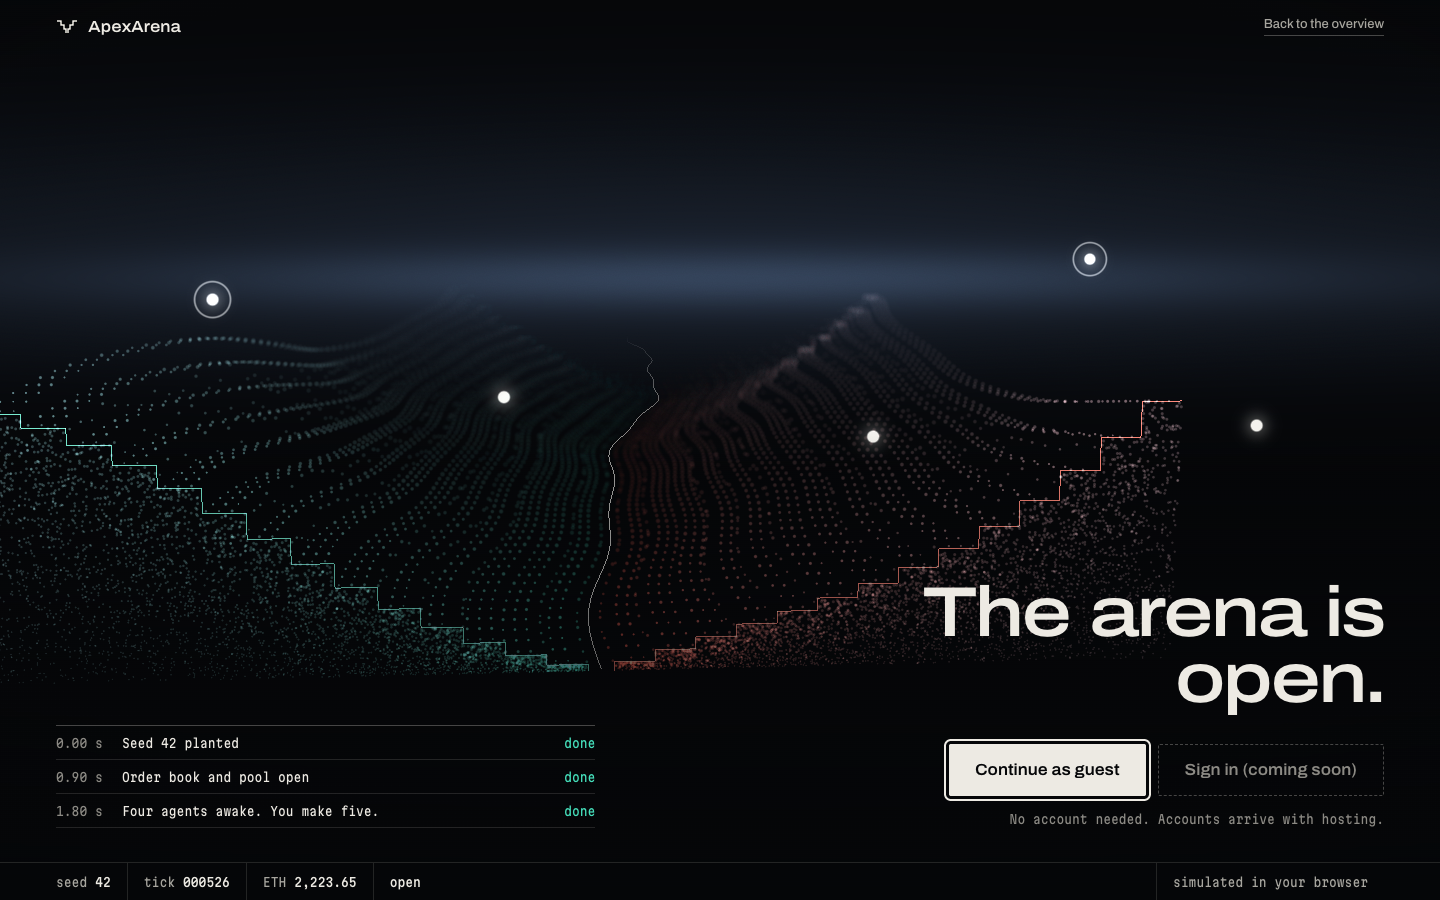 ApexArena
Back to the overview
The arena is
open.
0.00 s Seed 42 planted done
0.90 s Order book and pool open done
1.80 s Four agents awake. You make five. done
Continue as guest
Sign in (coming soon)
No account needed. Accounts arrive with hosting.
seed 42 tick 000526 ETH 2,223.65 open simulated in your browser